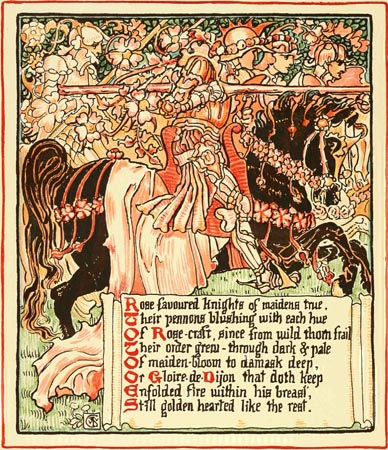 Rose favoured Knights of maidens true,
Their pennons blushing with each hue
Of Rose-craft, since from wild thorn frail
Their order grew - through dark & pale
Of maiden-bloom to damask deep,
Or Gloire-de-Dijon that doth keep
Enfolded fire within his breast,
Still golden hearted like the rest.